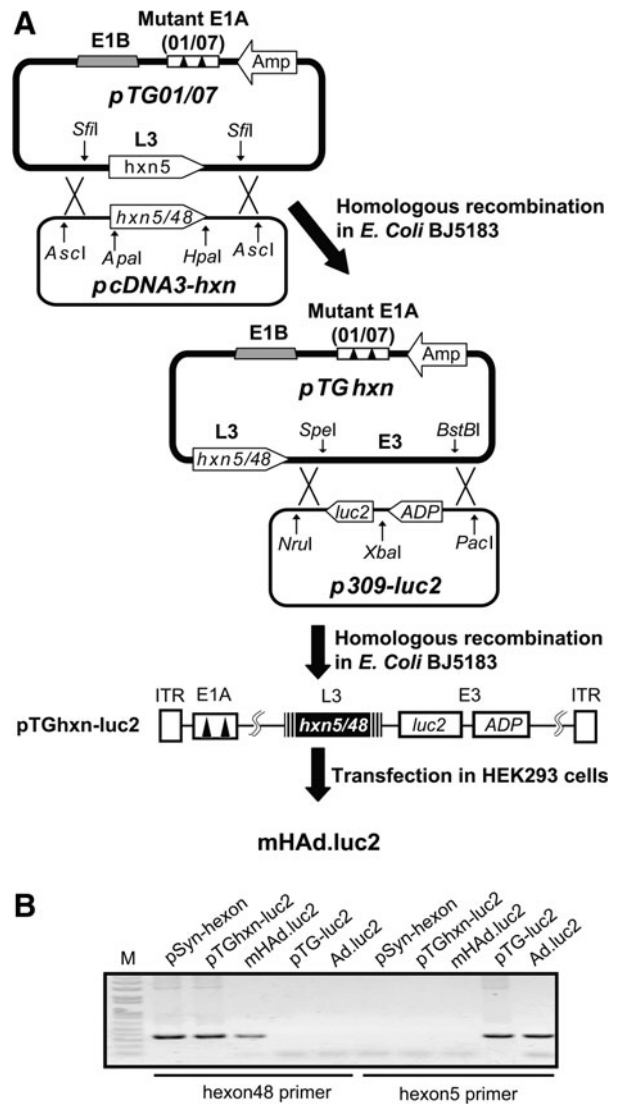 A
Mutant E1A
E1B (01/07)
Amp
pTG01/07
SfiI L3 SfiI
hxn5
hxn5/48
AscI ApaI HpaI AscI
pcDNA3-hxn
Homologous recombination
in E. Coli BJ5183
Mutant E1A
E1B (01/07)
Amp
pTGhxn
L3 SpeI E3 BstBI
hxn5/48
luc2 ADP
NruI XbaI PacI
p309-luc2
Homologous recombination
in E. Coli BJ5183
ITR E1A L3 E3 ITR
pTGhxn-luc2 hxn5/48 luc2 ADP
Transfection in HEK293 cells
mHAd.luc2
B
M pSyn-hexon pTGhxn-luc2 mHAd.luc2 pTG-luc2 Ad.luc2 pSyn-hexon pTGhxn-luc2 mHAd.luc2 pTG-luc2 Ad.luc2
hexon48 primer hexon5 primer